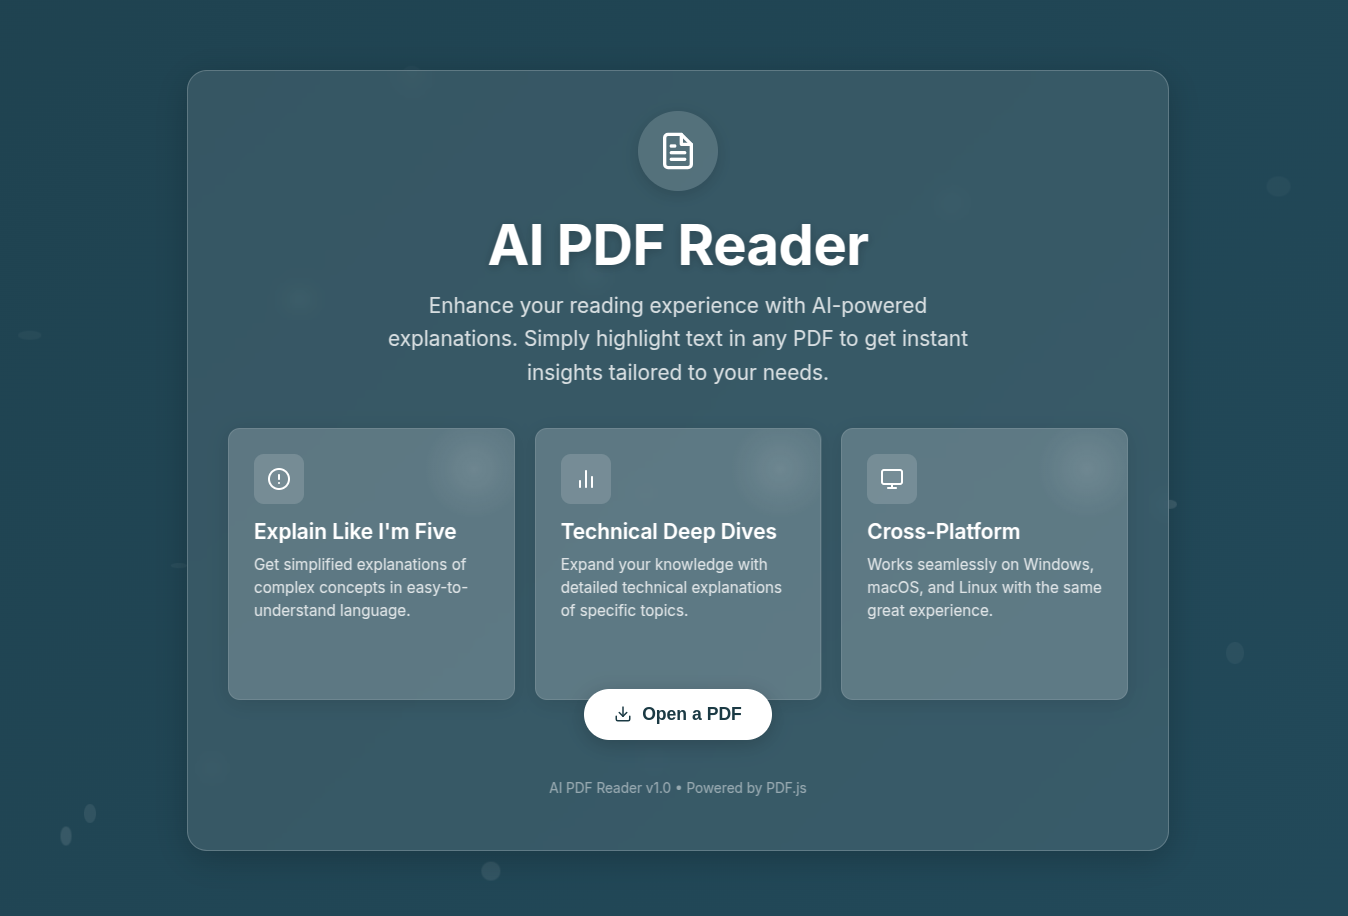 AI PDF Reader
Enhance your reading experience with AI-powered
explanations. Simply highlight text in any PDF to get instant
insights tailored to your needs.
Explain Like I'm Five
Get simplified explanations of
complex concepts in easy-to-
understand language.
Technical Deep Dives
Expand your knowledge with
detailed technical explanations
of specific topics.
Cross-Platform
Works seamlessly on Windows,
macOS, and Linux with the same
great experience.
Open a PDF
AI PDF Reader v1.0 • Powered by PDF.js